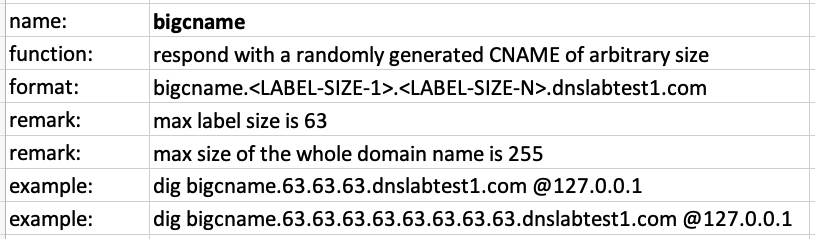 name: bigcname
function: respond with a randomly generated CNAME of arbitrary size
format: bigcname.<LABEL-SIZE-1>.<LABEL-SIZE-N>.dnslabtest1.com
remark: max label size is 63
remark: max size of the whole domain name is 255
example: dig bigcname.63.63.63.dnslabtest1.com @127.0.0.1
example: dig bigcname.63.63.63.63.63.63.63.63.dnslabtest1.com @127.0.0.1